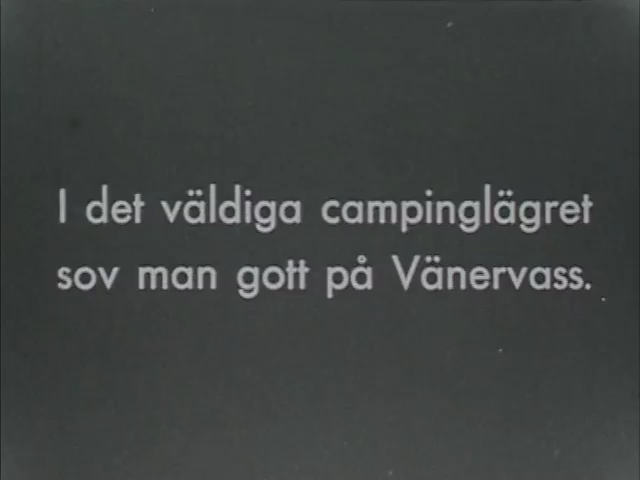 I det väldiga campinglägret
sov man gott på Vänervass.